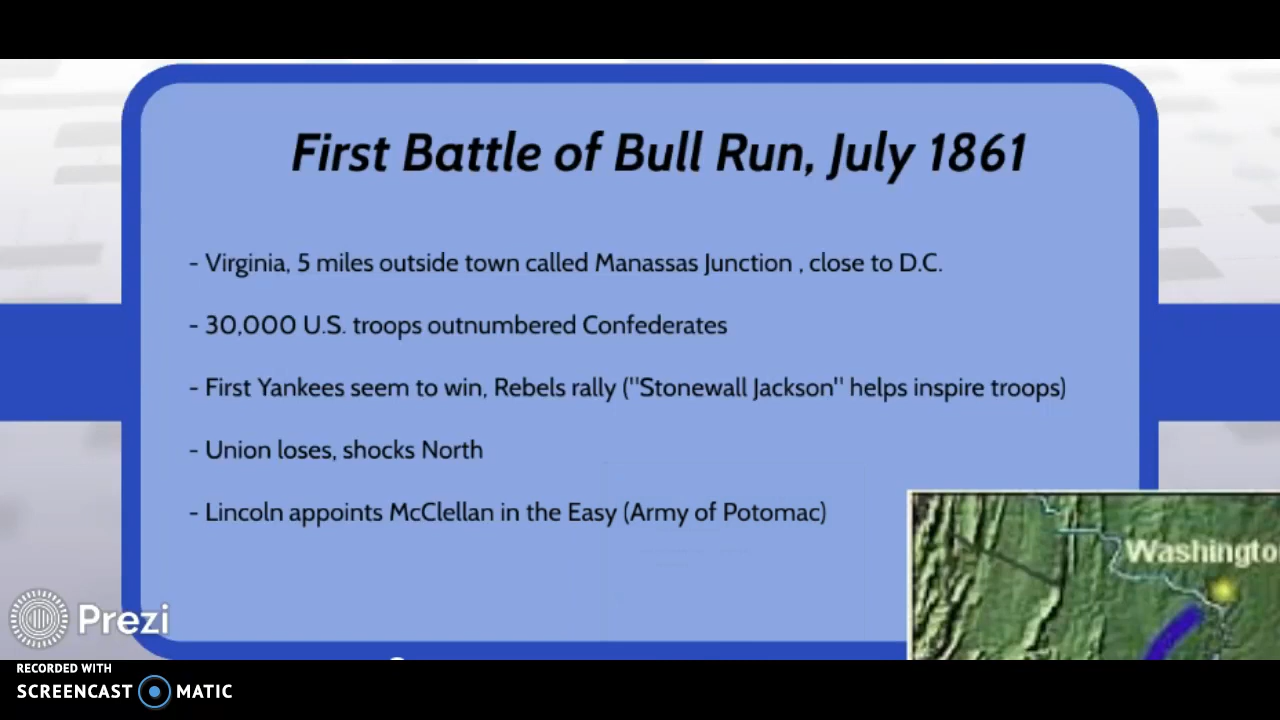 First Battle of Bull Run, July 1861
- Virginia, 5 miles outside town called Manassas Junction , close to D.C.
- 30,000 U.S. troops outnumbered Confederates
- First Yankees seem to win, Rebels rally ("Stonewall Jackson" helps inspire troops)
- Union loses, shocks North
- Lincoln appoints McClellan in the Easy (Army of Potomac)
Washingto
Prezi
RECORDED WITH
SCREENCAST MATIC